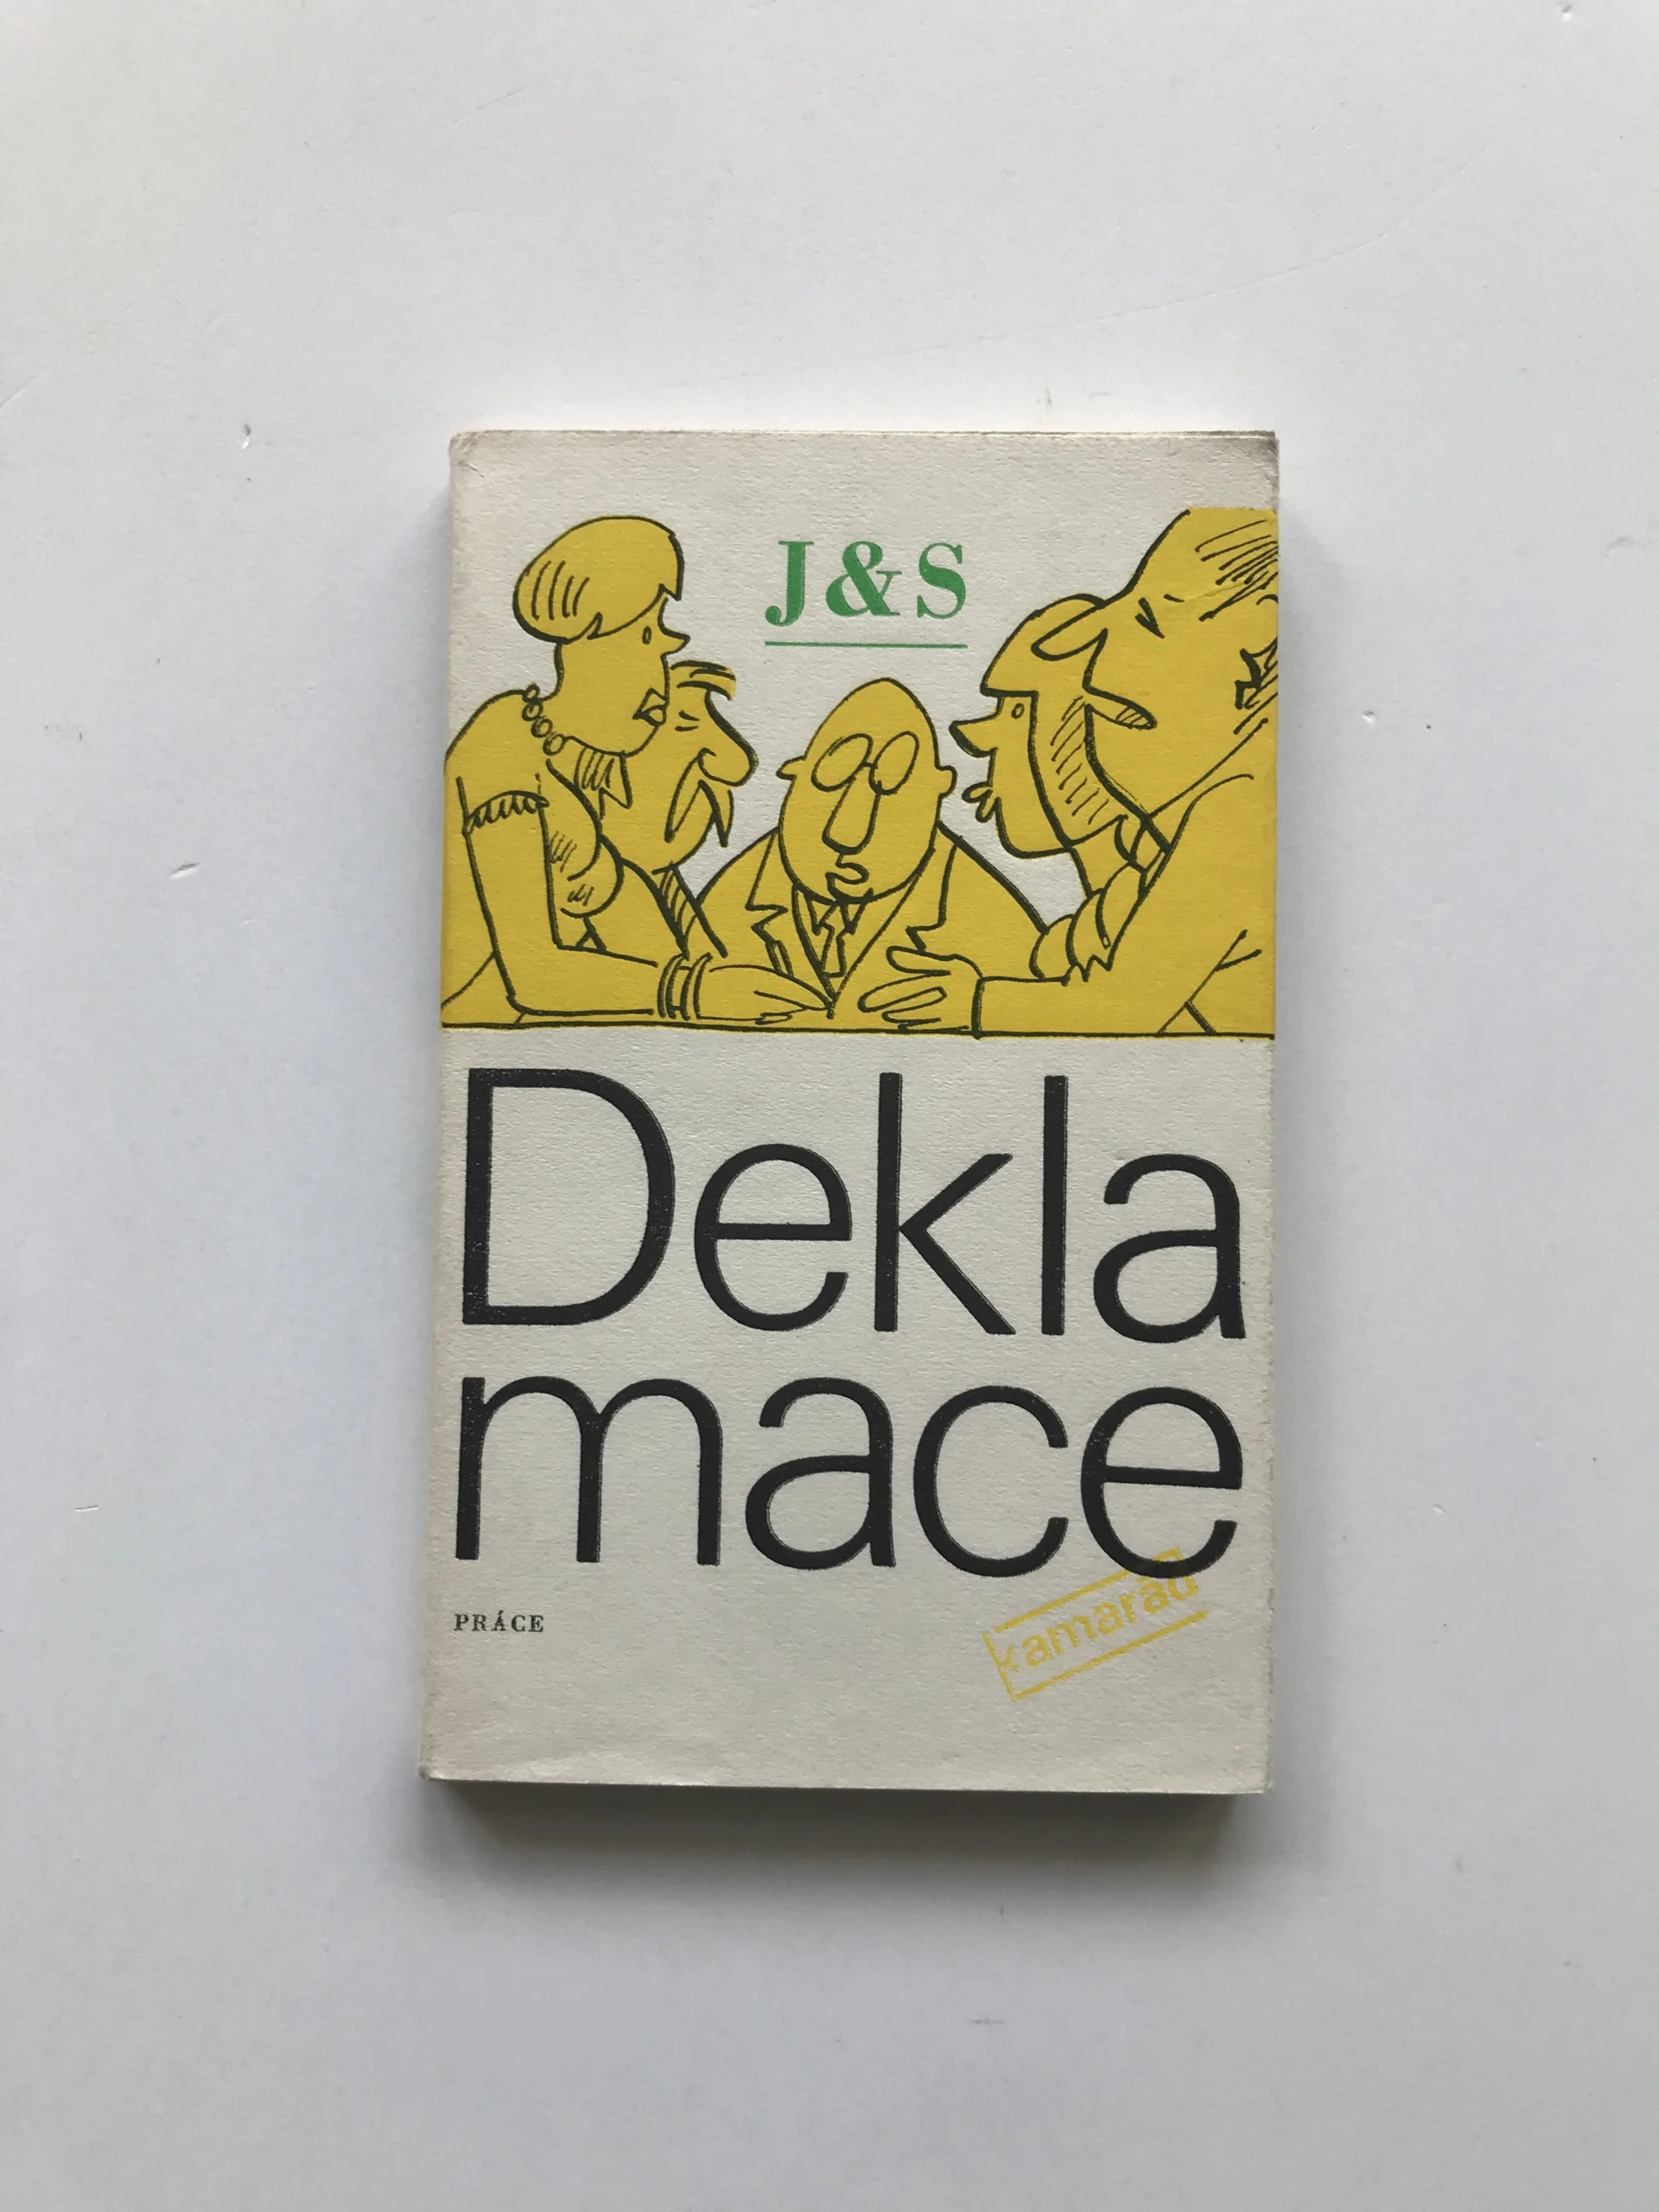 J&S
Dekla
mace
PRÁCE
kamarád